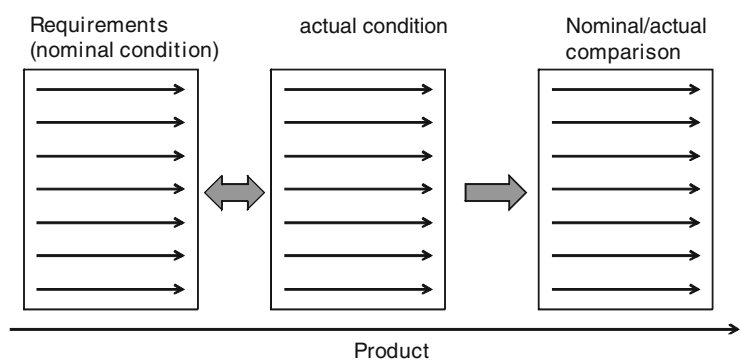 Requirements
(nominal condition)
actual condition
Nominal/actual
comparison
Product